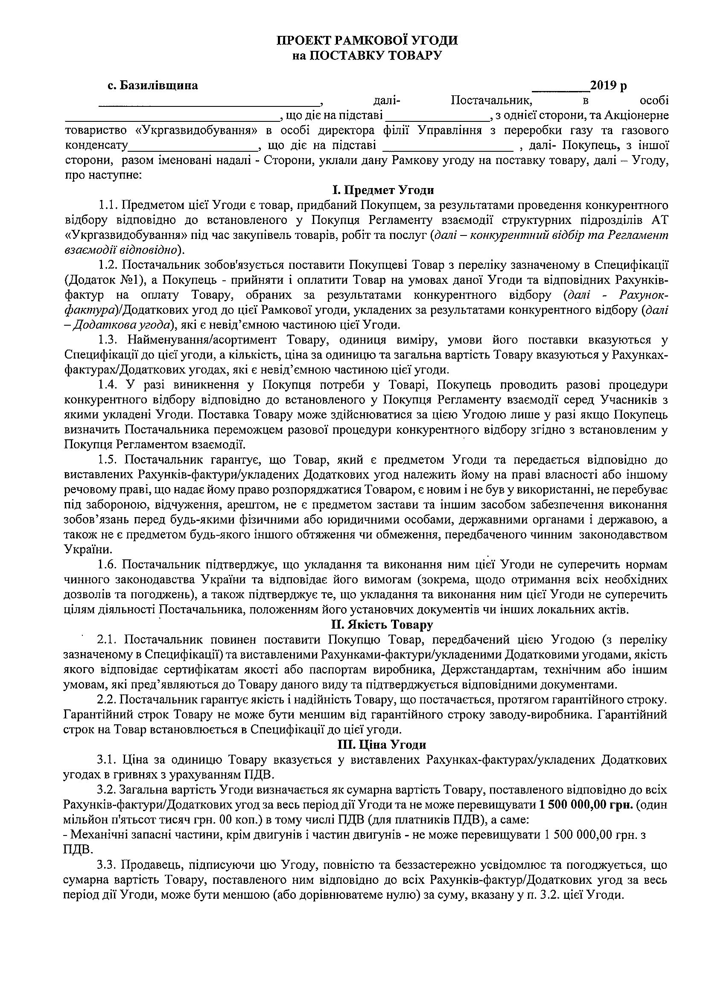 ПРОЕКТ РАМКОВОЇ УГОДИ
на ПОСТАВКУ ТОВАРУ
с. Базилівщина _________2019 р
___________________________________, далі- Постачальник, в особі
__________________________________, що діє на підставі ________________, з однієї сторони, та Акціонерне
товариство «Укргазвидобування» в особі директора філії Управління з переробки газу та газового
конденсату____________________, що діє на підставі ____________________ , далі- Покупець, з іншої
сторони, разом іменовані надалі - Сторони, уклали дану Рамкову угоду на поставку товару, далі – Угоду,
про наступне:
І. Предмет Угоди
1.1. Предметом цієї Угоди є товар, придбаний Покупцем, за результатами проведення конкурентного
відбору відповідно до встановленого у Покупця Регламенту взаємодії структурних підрозділів АТ
«Укргазвидобування» під час закупівель товарів, робіт та послуг (далі – конкурентний відбір та Регламент
взаємодії відповідно).
1.2. Постачальник зобов'язується поставити Покупцеві Товар з переліку зазначеному в Специфікації
(Додаток №1), а Покупець - прийняти і оплатити Товар на умовах даної Угоди та відповідних Рахунків-
фактур на оплату Товару, обраних за результатами конкурентного відбору (далі - Рахунок-
фактура)/Додаткових угод до цієї Рамкової угоди, укладених за результатами конкурентного відбору (далі
– Додаткова угода), які є невід’ємною частиною цієї Угоди.
1.3. Найменування/асортимент Товару, одиниця виміру, умови його поставки вказуються у
Специфікації до цієї угоди, а кількість, ціна за одиницю та загальна вартість Товару вказуються у Рахунках-
фактурах/Додаткових угодах, які є невід’ємною частиною цієї угоди.
1.4. У разі виникнення у Покупця потреби у Товарі, Покупець проводить разові процедури
конкурентного відбору відповідно до встановленого у Покупця Регламенту взаємодії серед Учасників з
якими укладені Угоди. Поставка Товару може здійснюватися за цією Угодою лише у разі якщо Покупець
визначить Постачальника переможцем разової процедури конкурентного відбору згідно з встановленим у
Покупця Регламентом взаємодії.
1.5. Постачальник гарантує, що Товар, який є предметом Угоди та передається відповідно до
виставлених Рахунків-фактури/укладених Додаткових угод належить йому на праві власності або іншому
речовому праві, що надає йому право розпоряджатися Товаром, є новим і не був у використанні, не перебуває
під забороною, відчуження, арештом, не є предметом застави та іншим засобом забезпечення виконання
зобов’язань перед будь-якими фізичними або юридичними особами, державними органами і державою, а
також не є предметом будь-якого іншого обтяження чи обмеження, передбаченого чинним законодавством
України.
1.6. Постачальник підтверджує, що укладання та виконання ним цієї Угоди не суперечить нормам
чинного законодавства України та відповідає його вимогам (зокрема, щодо отримання всіх необхідних
дозволів та погоджень), а також підтверджує те, що укладання та виконання ним цієї Угоди не суперечить
цілям діяльності Постачальника, положенням його установчих документів чи інших локальних актів.
ІІ. Якість Товару
2.1. Постачальник повинен поставити Покупцю Товар, передбачений цією Угодою (з переліку
зазначеному в Специфікації) та виставленими Рахунками-фактури/укладеними Додатковими угодами, якість
якого відповідає сертифікатам якості або паспортам виробника, Держстандартам, технічним або іншим
умовам, які пред’являються до Товару даного виду та підтверджується відповідними документами.
2.2. Постачальник гарантує якість і надійність Товару, що постачається, протягом гарантійного строку.
Гарантійний строк Товару не може бути меншим від гарантійного строку заводу-виробника. Гарантійний
строк на Товар встановлюється в Специфікації до цієї угоди.
ІІІ. Ціна Угоди
3.1. Ціна за одиницю Товару вказується у виставлених Рахунках-фактурах/укладених Додаткових
угодах в гривнях з урахуванням ПДВ.
3.2. Загальна вартість Угоди визначається як сумарна вартість Товару, поставленого відповідно до всіх
Рахунків-фактури/Додаткових угод за весь період дії Угоди та не може перевищувати 1 500 000,00 грн. (один
мільйон п'ятьсот тисяч грн. 00 коп.) в тому числі ПДВ (для платників ПДВ), а саме:
- Механічні запасні частини, крім двигунів і частин двигунів - не може перевищувати 1 500 000,00 грн. з
ПДВ.
3.3. Продавець, підписуючи цю Угоду, повністю та беззастережно усвідомлює та погоджується, що
сумарна вартість Товару, поставленого ним відповідно до всіх Рахунків-фактур/Додаткових угод за весь
період дії Угоди, може бути меншою (або дорівнюватеме нулю) за суму, вказану у п. 3.2. цієї Угоди.